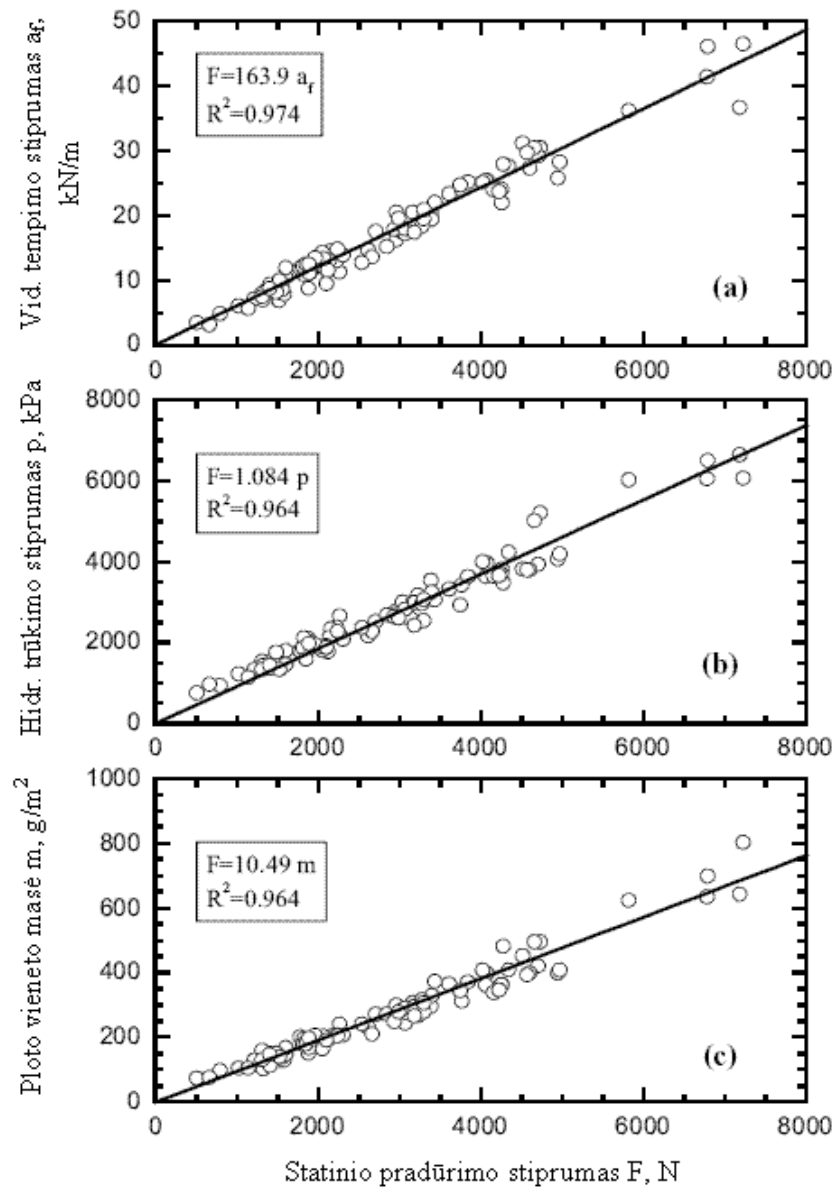 Vid. tempimo stiprumas a_f,
kN/m
50
40
30
20
10
0
F=163.9 a_f
R²=0.974
(a)
0 2000 4000 6000 8000
Hidr. trūkimo stiprumas p, kPa
8000
6000
4000
2000
0
F=1.084 p
R²=0.964
(b)
0 2000 4000 6000 8000
Ploto vieneto masė m, g/m²
1000
800
600
400
200
0
F=10.49 m
R²=0.964
(c)
0 2000 4000 6000 8000
Statinio pradūrimo stiprumas F, N